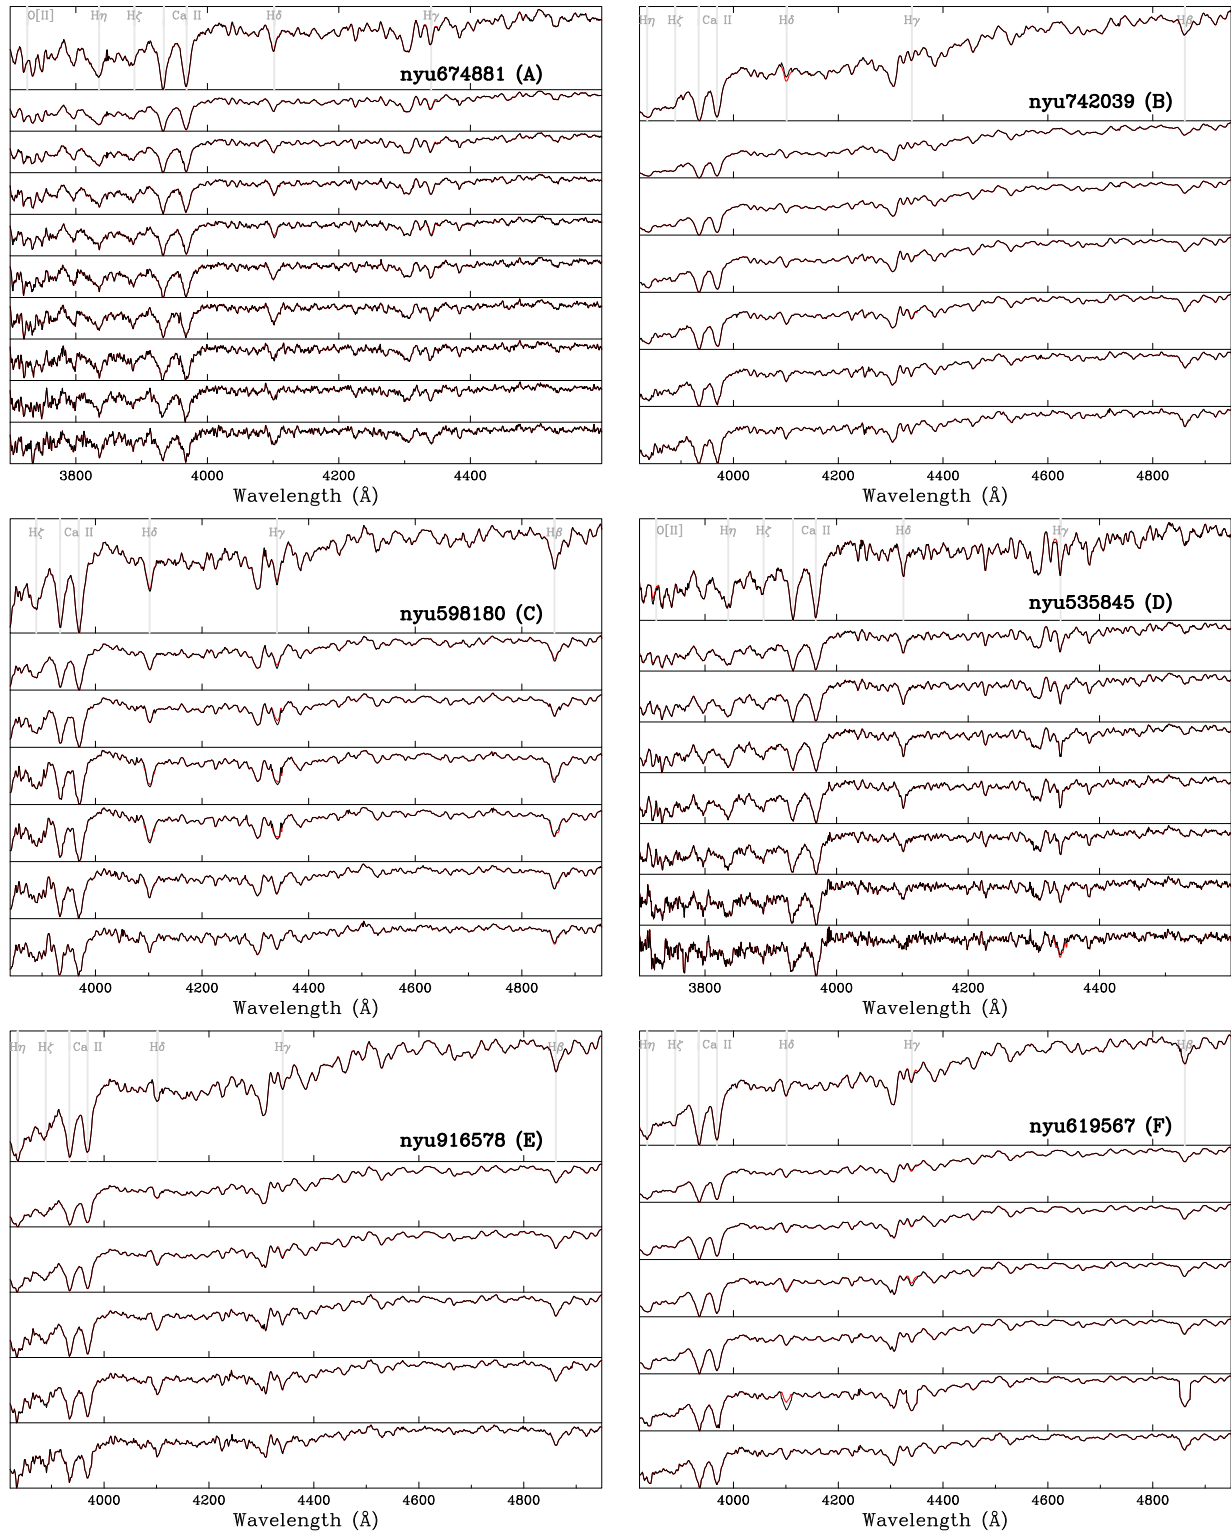 O[II] Hη Hζ Ca II Hδ Hγ
nyu674881 (A)
3800 4000 4200 4400
Wavelength (Å)
Hη Hζ Ca II Hδ Hγ Hβ
nyu742039 (B)
4000 4200 4400 4600 4800
Wavelength (Å)
Hζ Ca II Hδ Hγ Hβ
nyu598180 (C)
4000 4200 4400 4600 4800
Wavelength (Å)
O[II] Hη Hζ Ca II Hδ Hγ
nyu535845 (D)
3800 4000 4200 4400
Wavelength (Å)
Hη Hζ Ca II Hδ Hγ Hβ
nyu916578 (E)
4000 4200 4400 4600 4800
Wavelength (Å)
Hη Hζ Ca II Hδ Hγ Hβ
nyu619567 (F)
4000 4200 4400 4600 4800
Wavelength (Å)